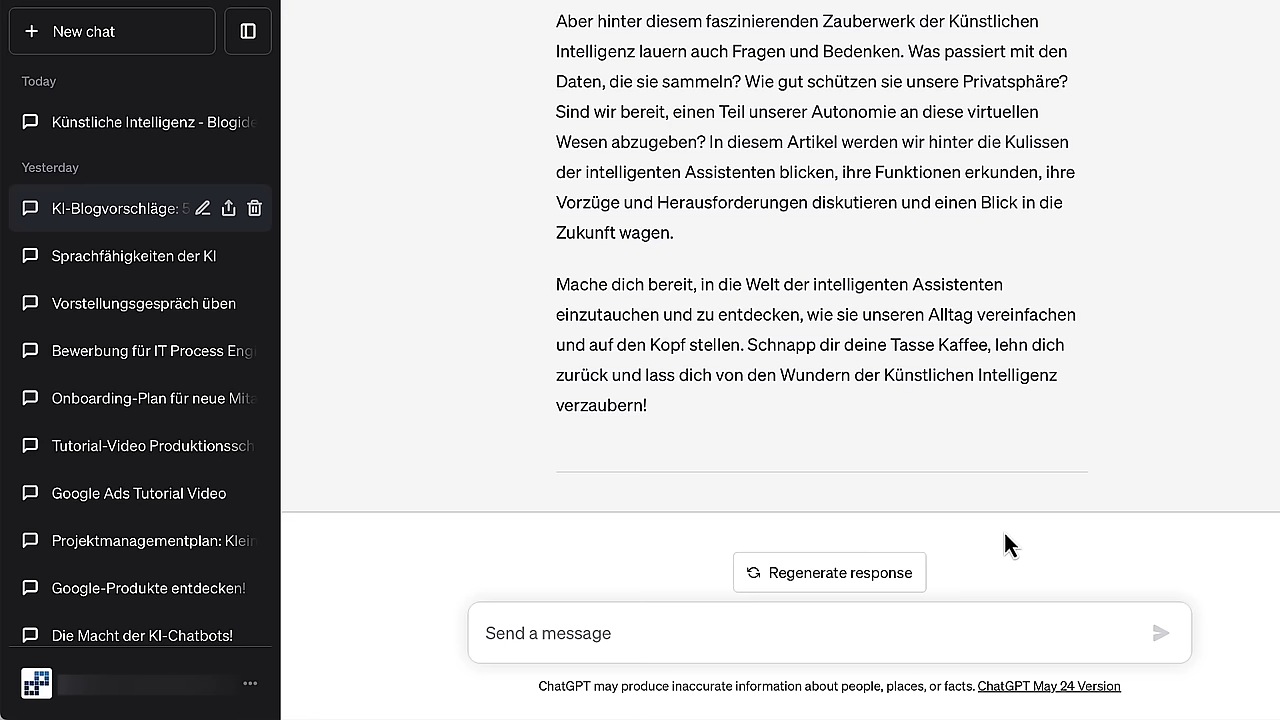 New chat
Today
Künstliche Intelligenz - Blogide
Yesterday
KI-Blogvorschläge: 5
Sprachfähigkeiten der KI
Vorstellungsgespräch üben
Bewerbung für IT Process Engi
Onboarding-Plan für neue Mita
Tutorial-Video Produktionssch
Google Ads Tutorial Video
Projektmanagementplan: Klein
Google-Produkte entdecken!
Die Macht der KI-Chatbots!
Aber hinter diesem faszinierenden Zauberwerk der Künstlichen
Intelligenz lauern auch Fragen und Bedenken. Was passiert mit den
Daten, die sie sammeln? Wie gut schützen sie unsere Privatsphäre?
Sind wir bereit, einen Teil unserer Autonomie an diese virtuellen
Wesen abzugeben? In diesem Artikel werden wir hinter die Kulissen
der intelligenten Assistenten blicken, ihre Funktionen erkunden, ihre
Vorzüge und Herausforderungen diskutieren und einen Blick in die
Zukunft wagen.
Mache dich bereit, in die Welt der intelligenten Assistenten
einzutauchen und zu entdecken, wie sie unseren Alltag vereinfachen
und auf den Kopf stellen. Schnapp dir deine Tasse Kaffee, lehn dich
zurück und lass dich von den Wundern der Künstlichen Intelligenz
verzaubern!
Regenerate response
Send a message
ChatGPT may produce inaccurate information about people, places, or facts. ChatGPT May 24 Version